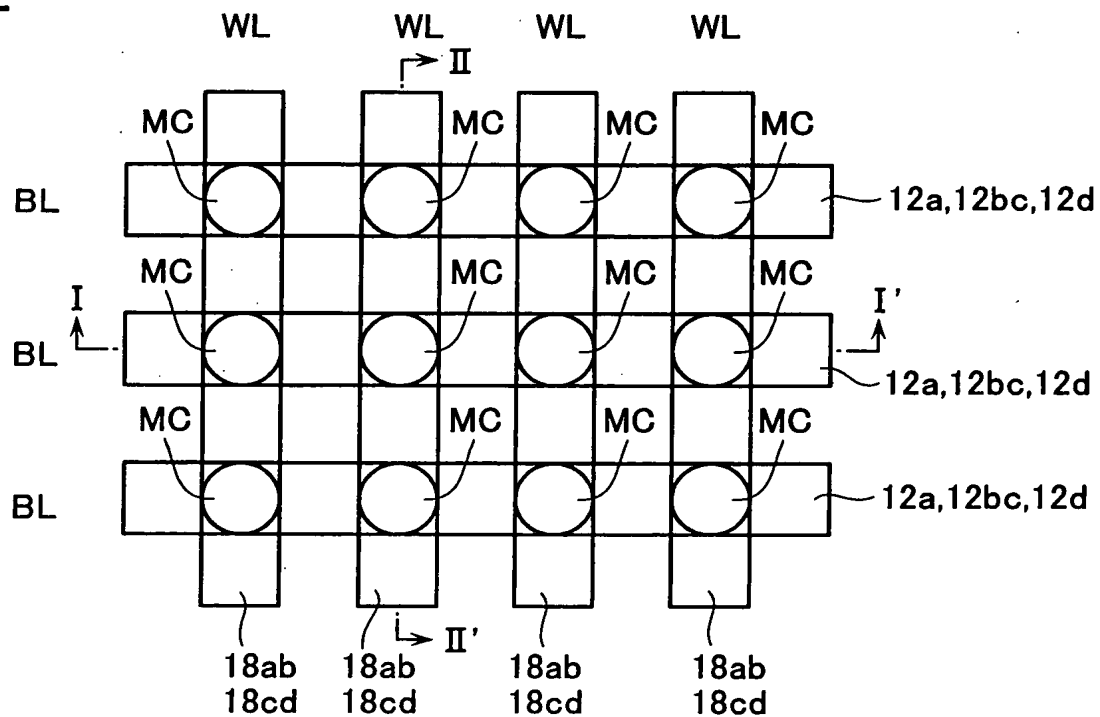 WL WL WL WL
II
MC MC MC MC
BL 12a,12bc,12d
MC MC MC MC
I I'
BL 12a,12bc,12d
MC MC MC MC
BL 12a,12bc,12d
II'
18ab 18ab 18ab 18ab
18cd 18cd 18cd 18cd